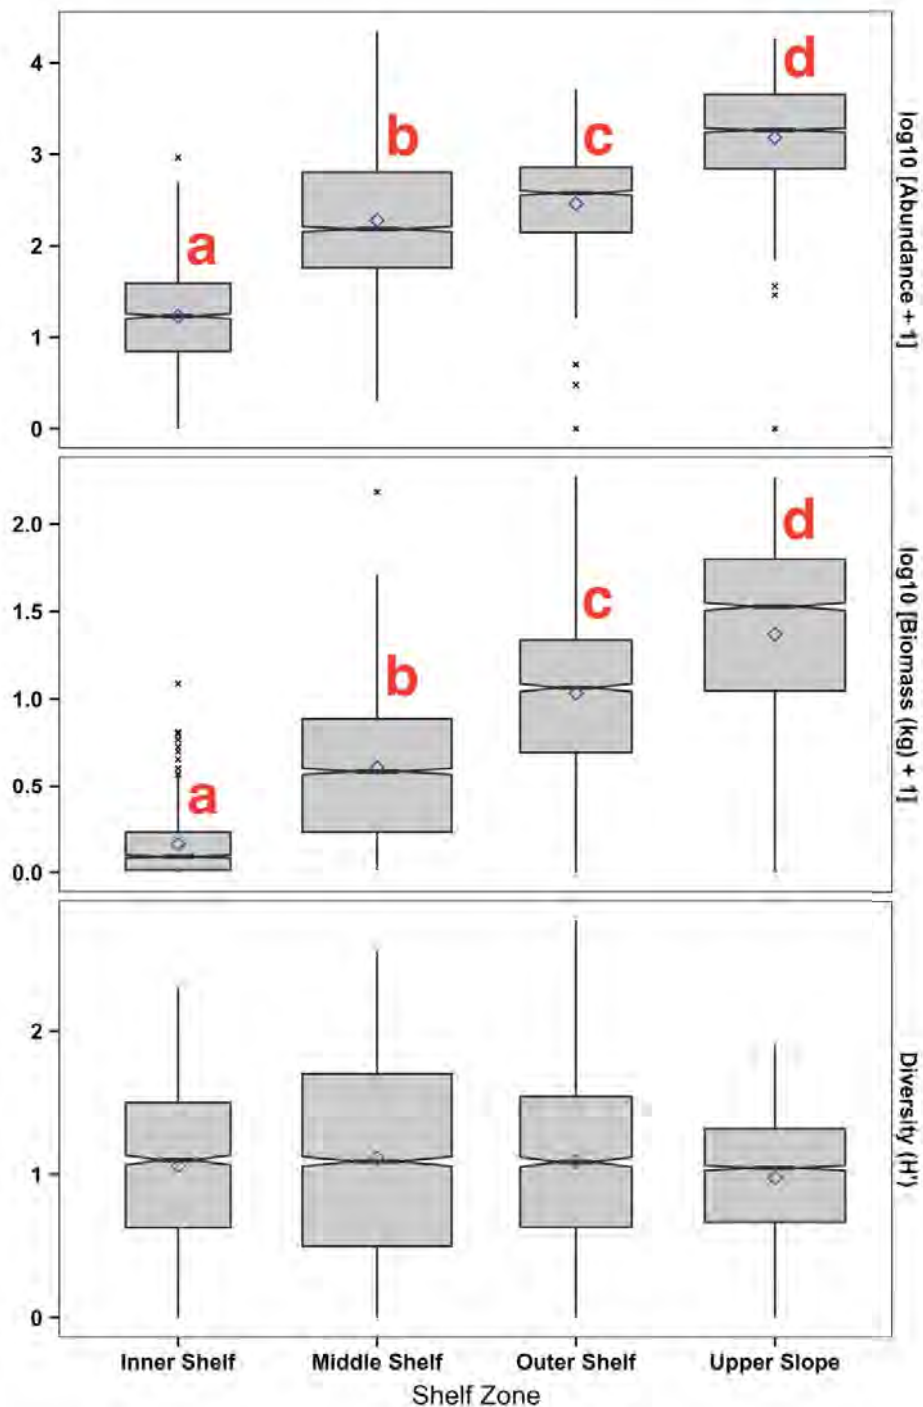 4
3
2
1
0
a
b
c
d
log10 [Abundance + 1]
2.0
1.5
1.0
0.5
0.0
a
b
c
d
log10 [Biomass (kg) + 1]
2
1
0
Diversity (H')
Inner Shelf Middle Shelf Outer Shelf Upper Slope
Shelf Zone